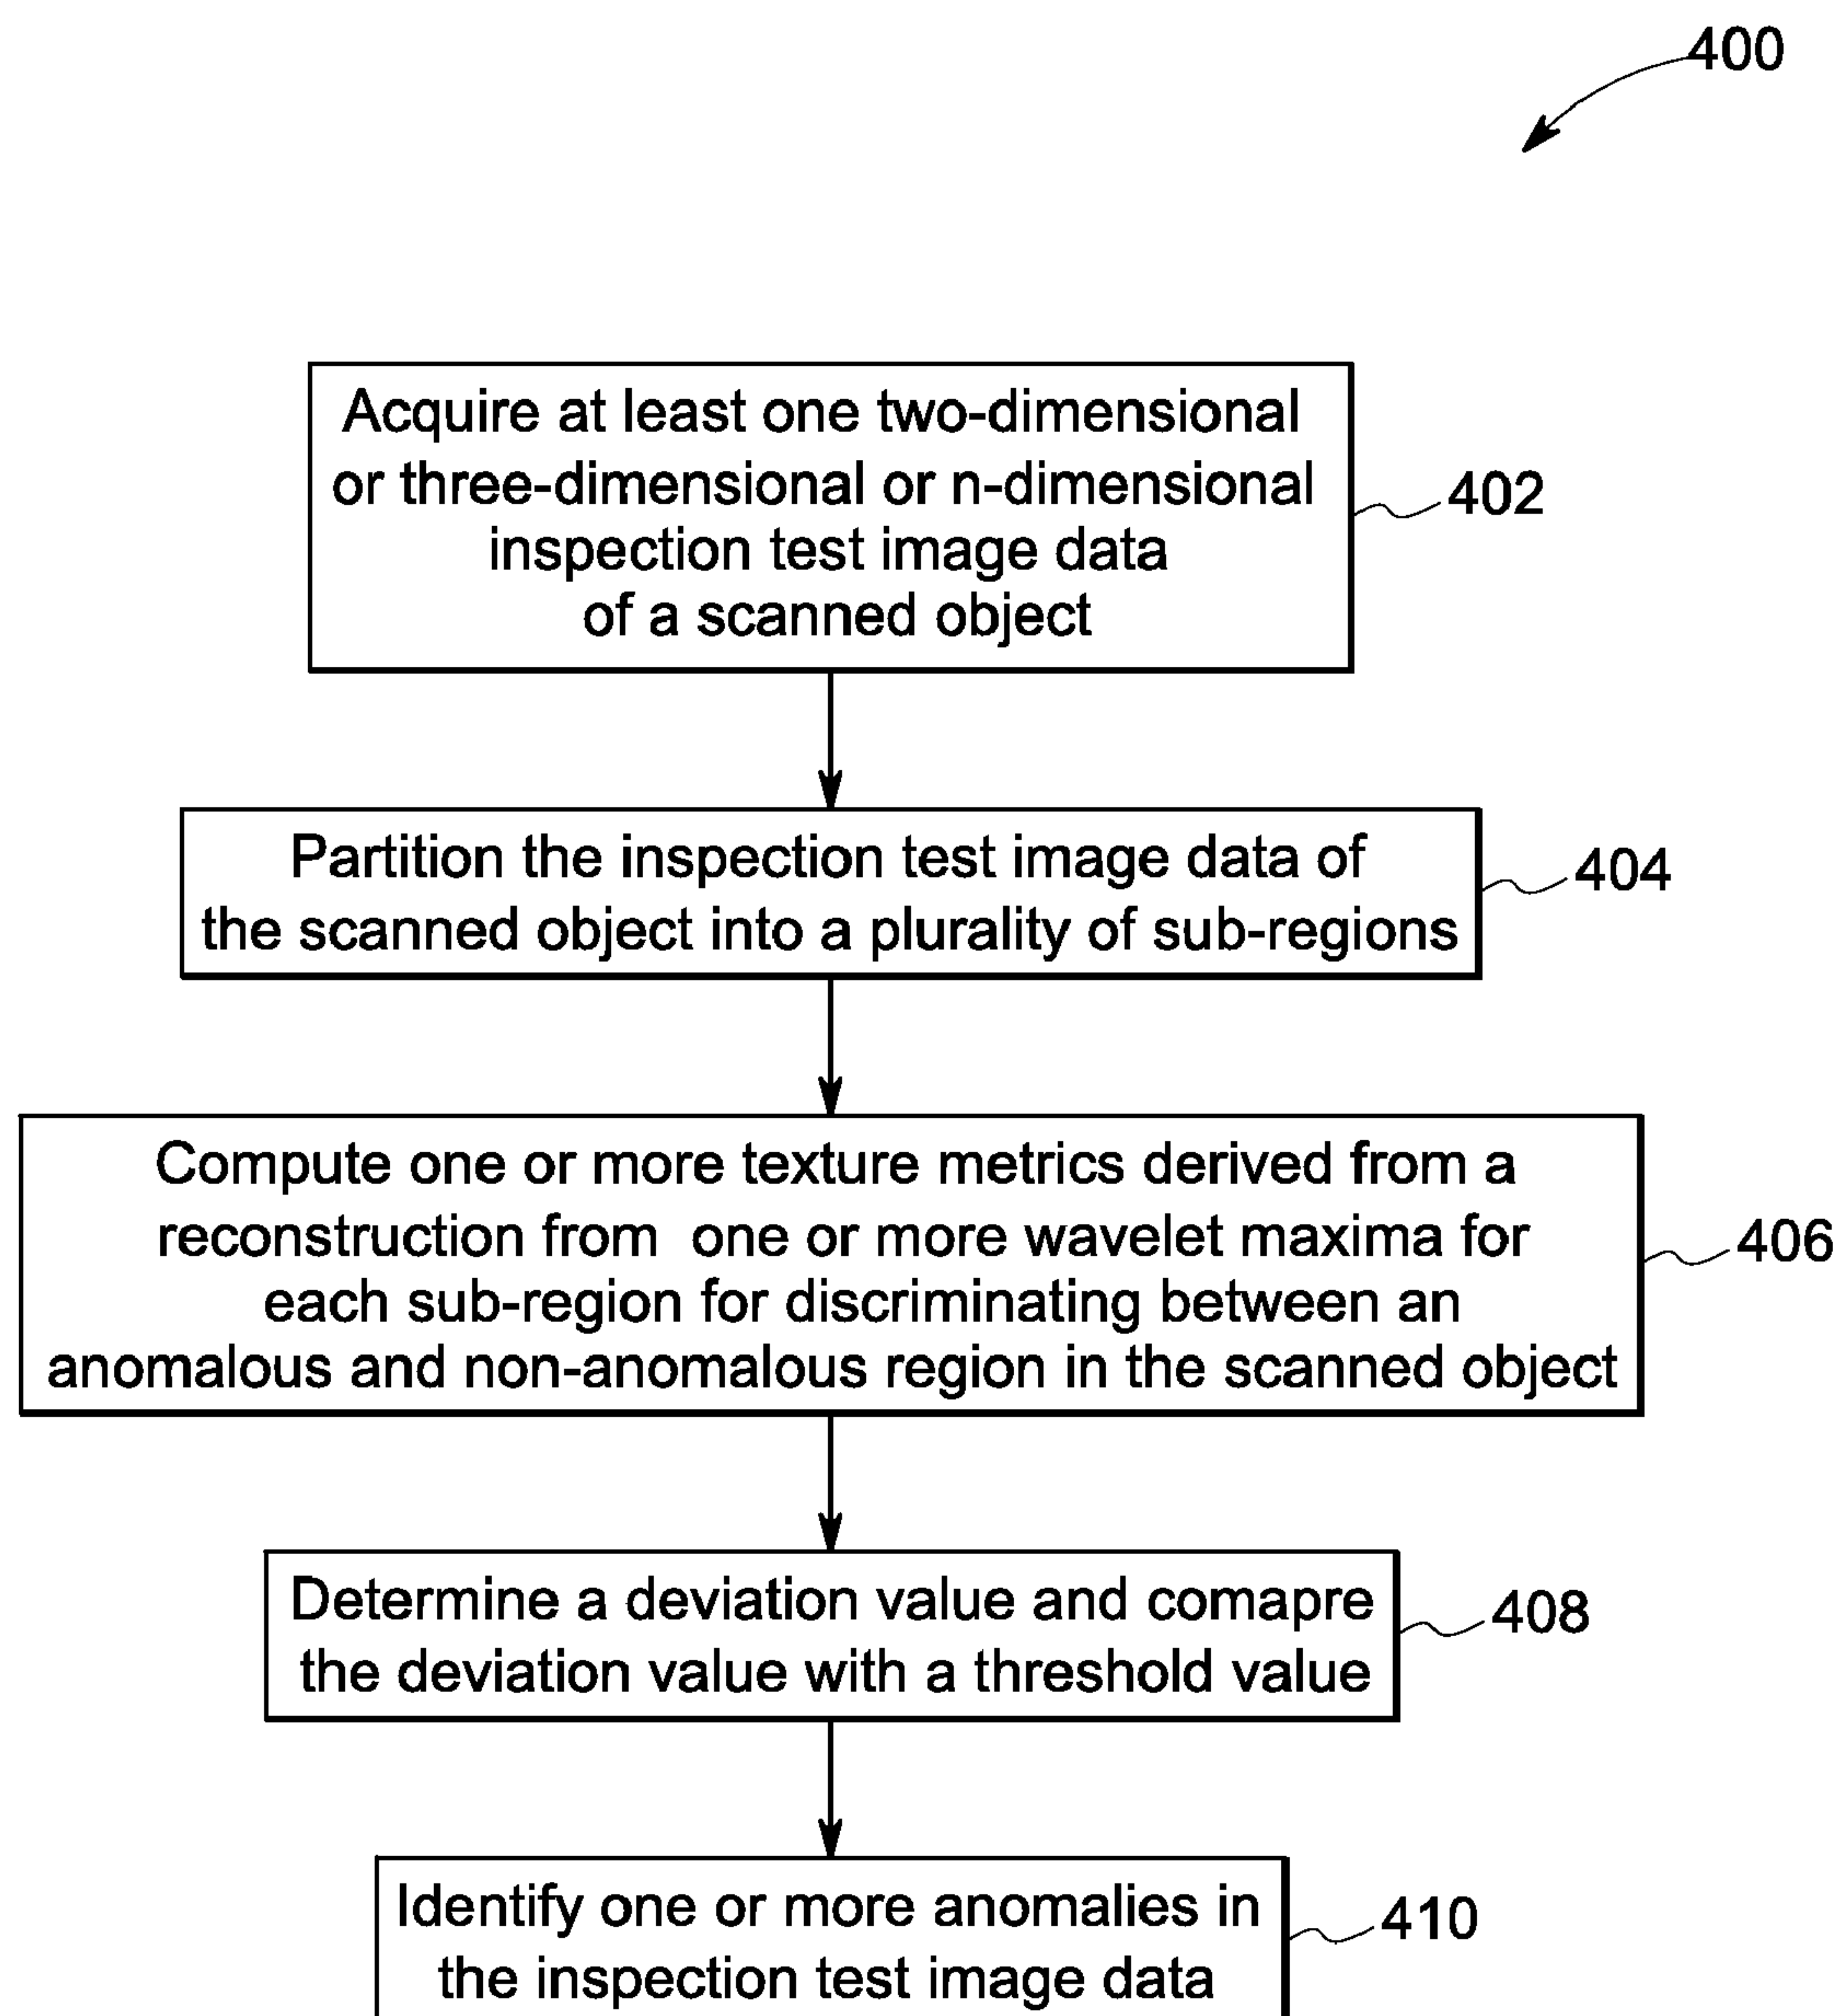 400
Acquire at least one two-dimensional
or three-dimensional or n-dimensional
inspection test image data
of a scanned object
402
Partition the inspection test image data of
the scanned object into a plurality of sub-regions
404
Compute one or more texture metrics derived from a
reconstruction from one or more wavelet maxima for
each sub-region for discriminating between an
anomalous and non-anomalous region in the scanned object
406
Determine a deviation value and comapre
the deviation value with a threshold value
408
Identify one or more anomalies in
the inspection test image data
410